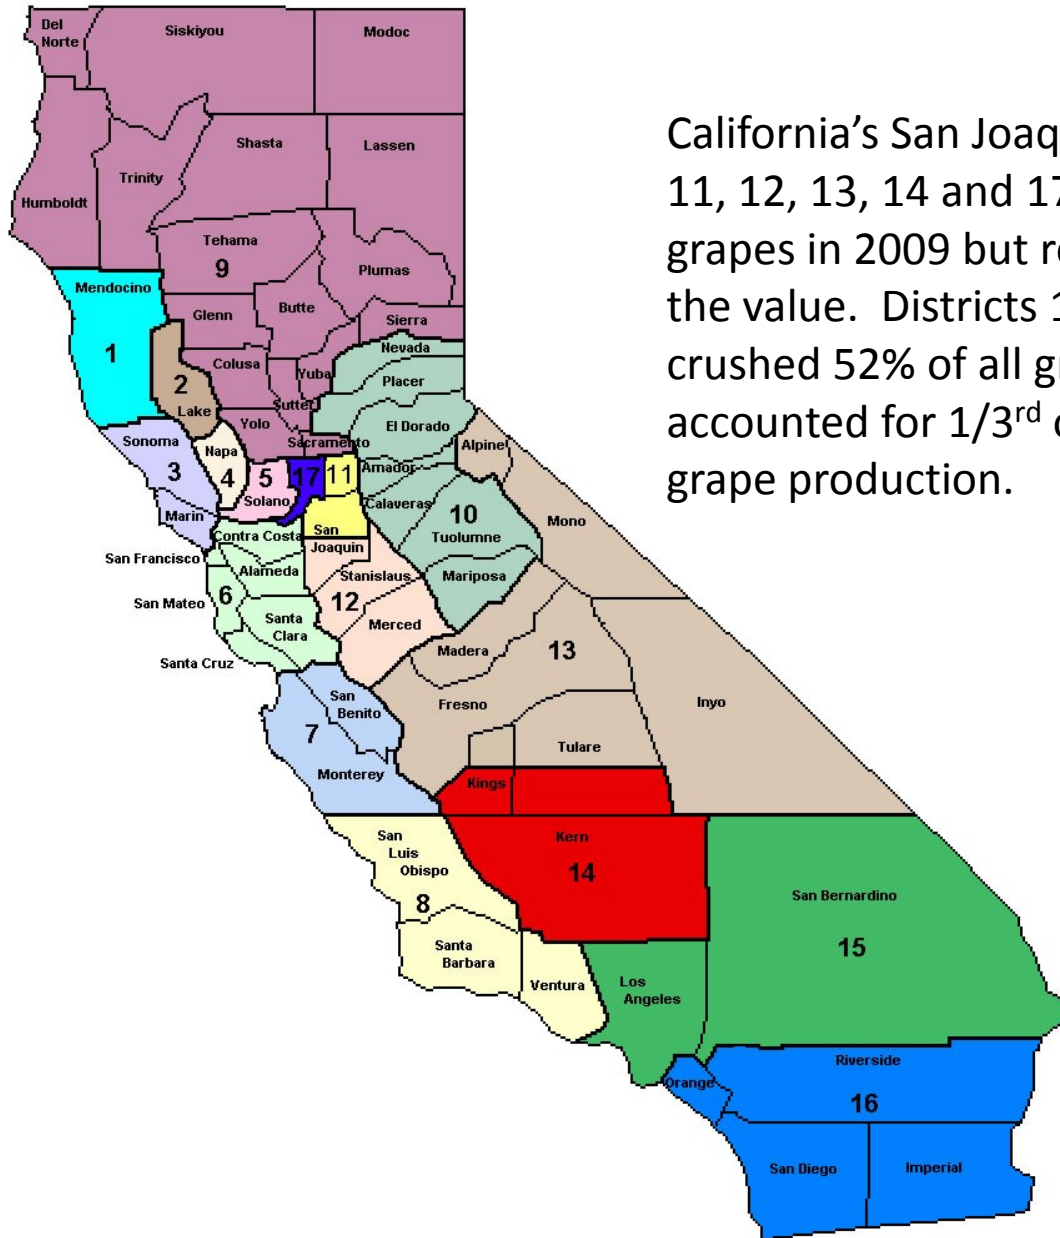 California’s San Joaq
11, 12, 13, 14 and 17
grapes in 2009 but r
the value.  Districts 1
crushed 52% of all g
accounted for 1/3rd
grape production.
Del
Norte
Siskiyou
Modoc
Humboldt
Trinity
Shasta
Lassen
Tehama
9
Plumas
Mendocino
1
Glenn
Butte
Sierra
Nevada
2
Lake
Colusa
Yuba
Placer
Sutter
Yolo
El Dorado
Sonoma
3
Napa
4
5
Solano
Sacramento
17
11
Amador
Alpine
Marin
Calaveras
10
Tuolumne
Mono
Contra Costa
San
Joaquin
San Francisco
Alameda
Stanislaus
Mariposa
San Mateo
6
12
Santa
Clara
Merced
Madera
13
Santa Cruz
San
Benito
Fresno
Inyo
7
Monterey
Tulare
Kings
San
Luis
Obispo
8
Kern
14
San Bernardino
15
Santa
Barbara
Ventura
Los
Angeles
Orange
Riverside
16
San Diego
Imperial